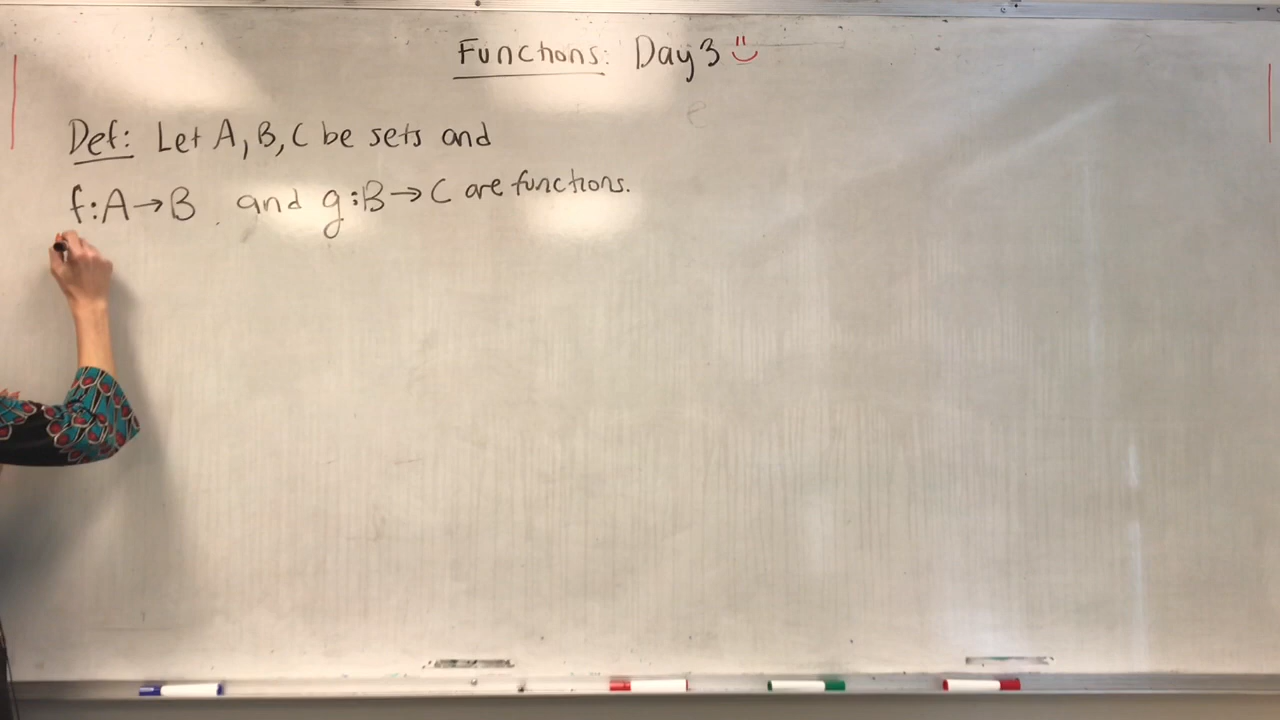 Functions: Day 3
Def: Let A, B, C be sets and
f: A → B and g: B → C are functions.